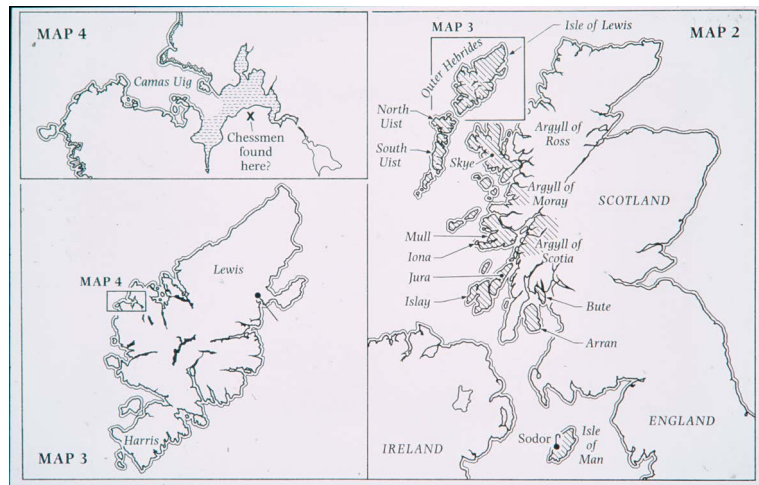 MAP 4
Camas Uig
X
Chessmen
found
here?
MAP 3
Isle of Lewis
MAP 2
Outer Hebrides
North
Uist
South
Uist
Skye
Argyll of
Ross
Argyll of
Moray
SCOTLAND
Mull
Iona
Argyll of
Scotia
Jura
Islay
Bute
Arran
IRELAND
Sodor
Isle
of
Man
ENGLAND
Lewis
MAP 4
Harris
MAP 3